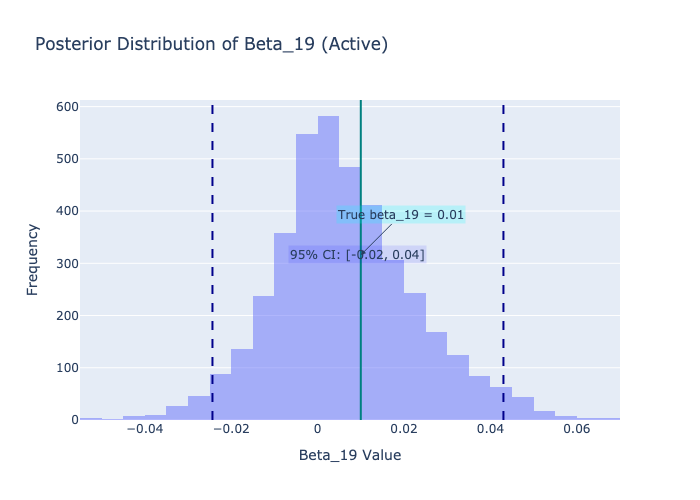 Posterior Distribution of Beta_19 (Active)
600
500
400
300
200
100
0
Frequency
True beta_19 = 0.01
95% CI: [-0.02, 0.04]
−0.04
−0.02
0
0.02
0.04
0.06
Beta_19 Value